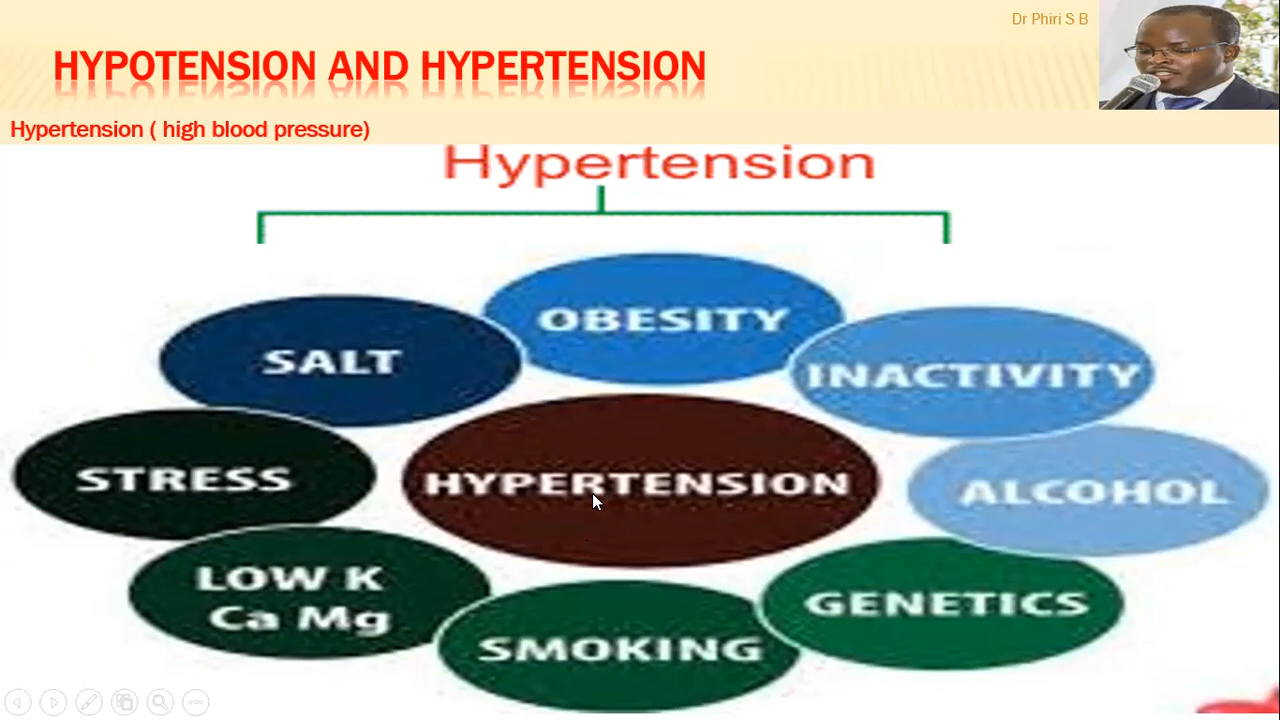 Dr Phiri S B
HYPOTENSION AND HYPERTENSION
Hypertension ( high blood pressure)
Hypertension
OBESITY
SALT
INACTIVITY
STRESS
HYPERTENSION
ALCOHOL
LOW K
Ca Mg
GENETICS
SMOKING